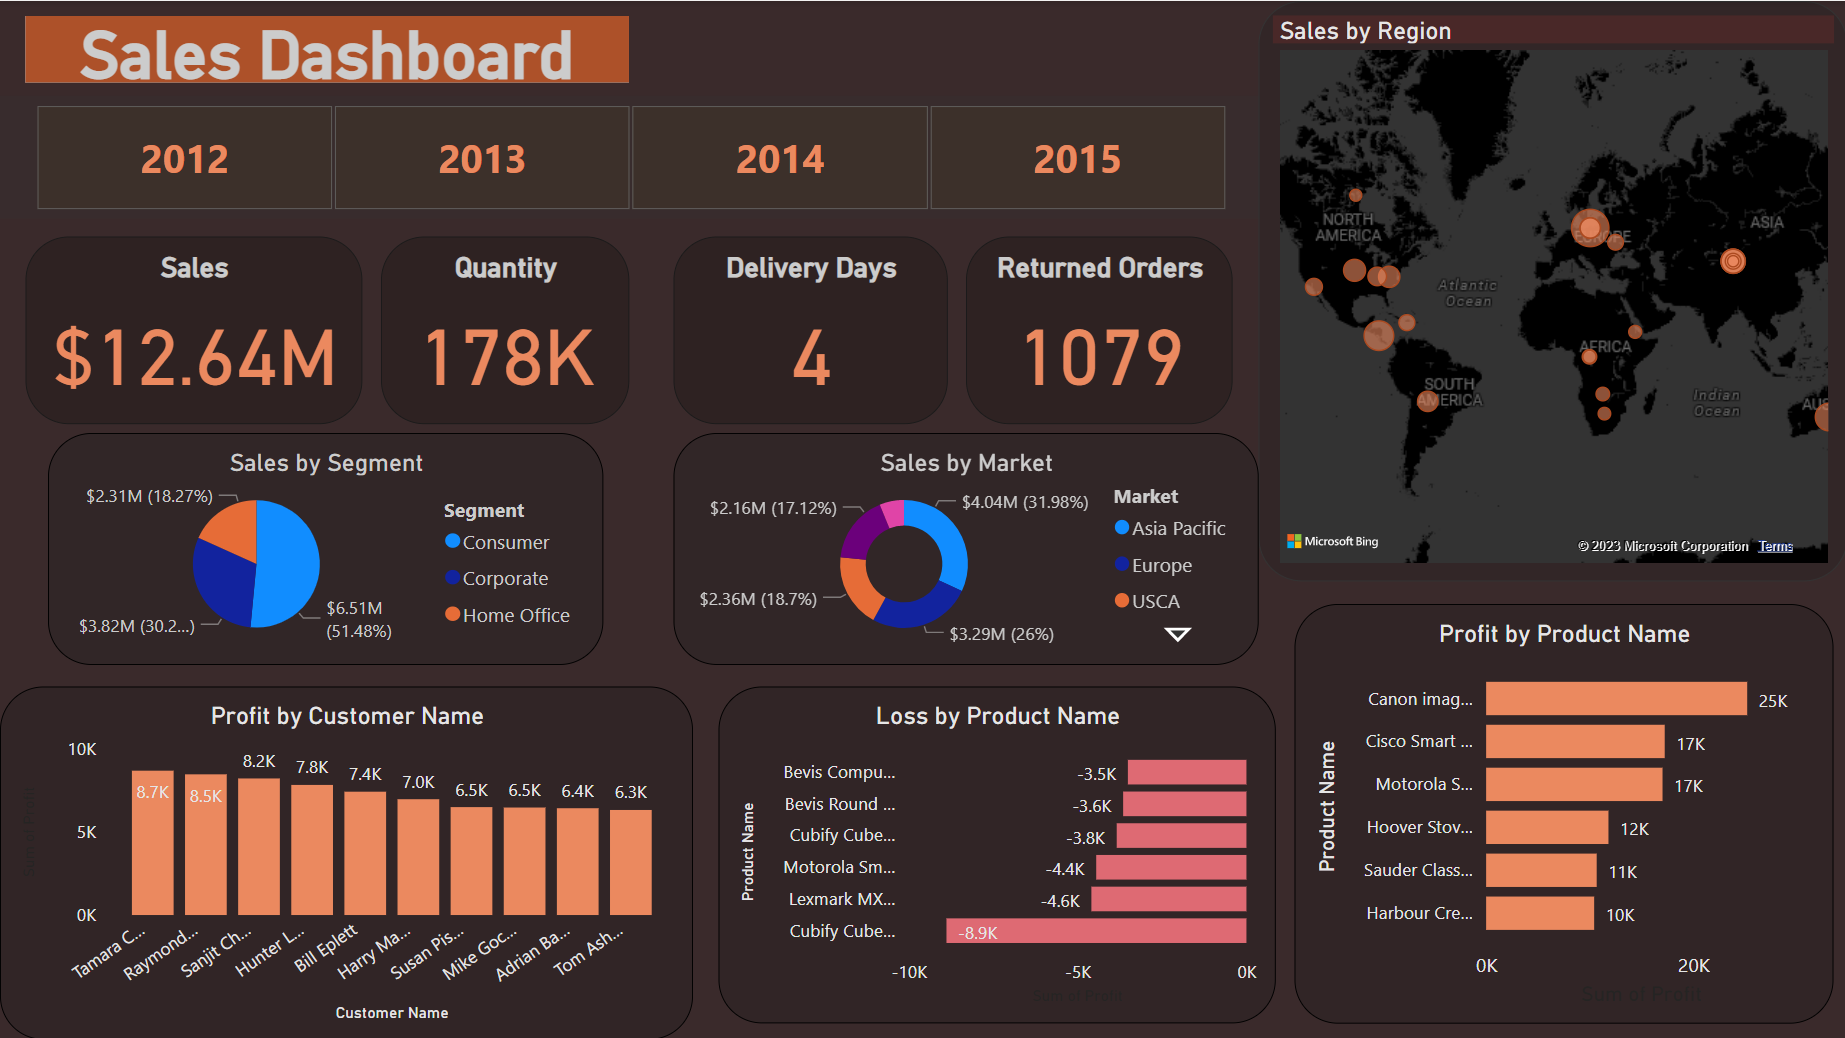 Sales Dashboard
2012
2013
2014
2015
Sales
$12.64M
Quantity
178K
Delivery Days
4
Returned Orders
1079
Sales by Region
NORTH
AMERICA
EUROPE
ASIA
Atlantic
Ocean
AFRICA
SOUTH
AMERICA
Indian
Ocean
AUS
Microsoft Bing
© 2023 Microsoft Corporation Terms
Sales by Segment
$2.31M (18.27%)
$3.82M (30.2...)
$6.51M
(51.48%)
Segment
Consumer
Corporate
Home Office
Sales by Market
$2.16M (17.12%)
$4.04M (31.98%)
$2.36M (18.7%)
$3.29M (26%)
Market
Asia Pacific
Europe
USCA
Profit by Customer Name
Sum of Profit
10K
5K
0K
8.7K
8.5K
8.2K
7.8K
7.4K
7.0K
6.5K
6.5K
6.4K
6.3K
Tamara C...
Raymond...
Sanjit Ch...
Hunter L...
Bill Eplett
Harry Ma...
Susan Pis...
Mike Goc...
Adrian Ba...
Tom Ash...
Customer Name
Loss by Product Name
Product Name
Bevis Compu... -3.5K
Bevis Round ... -3.6K
Cubify Cube... -3.8K
Motorola Sm... -4.4K
Lexmark MX... -4.6K
Cubify Cube... -8.9K
-10K -5K 0K
Sum of Profit
Profit by Product Name
Product Name
Canon imag... 25K
Cisco Smart ... 17K
Motorola S... 17K
Hoover Stov... 12K
Sauder Class... 11K
Harbour Cre... 10K
0K 20K
Sum of Profit